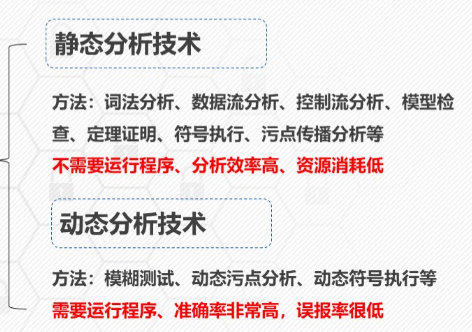 静态分析技术
方法：词法分析、数据流分析、控制流分析、模型检
查、定理证明、符号执行、污点传播分析等
不需要运行程序、分析效率高、资源消耗低
动态分析技术
方法：模糊测试、动态污点分析、动态符号执行等
需要运行程序、准确率非常高，误报率很低